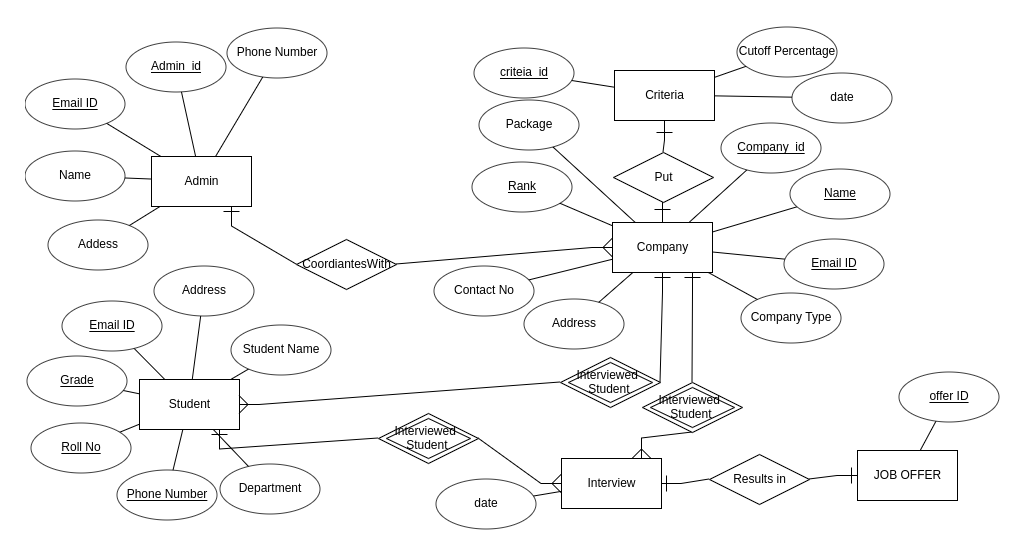 Admin_id
Phone Number
Email ID
Name
Addess
Admin
criteia_id
Package
Rank
Criteria
Cutoff Percentage
date
Put
Company_id
Name
Company
Email ID
Company Type
Contact No
Address
CoordiantesWith
Address
Email ID
Student Name
Grade
Student
Roll No
Phone Number
Department
Interviewed
Student
Interviewed
Student
Interviewed
Student
date
Interview
Results in
offer ID
JOB OFFER